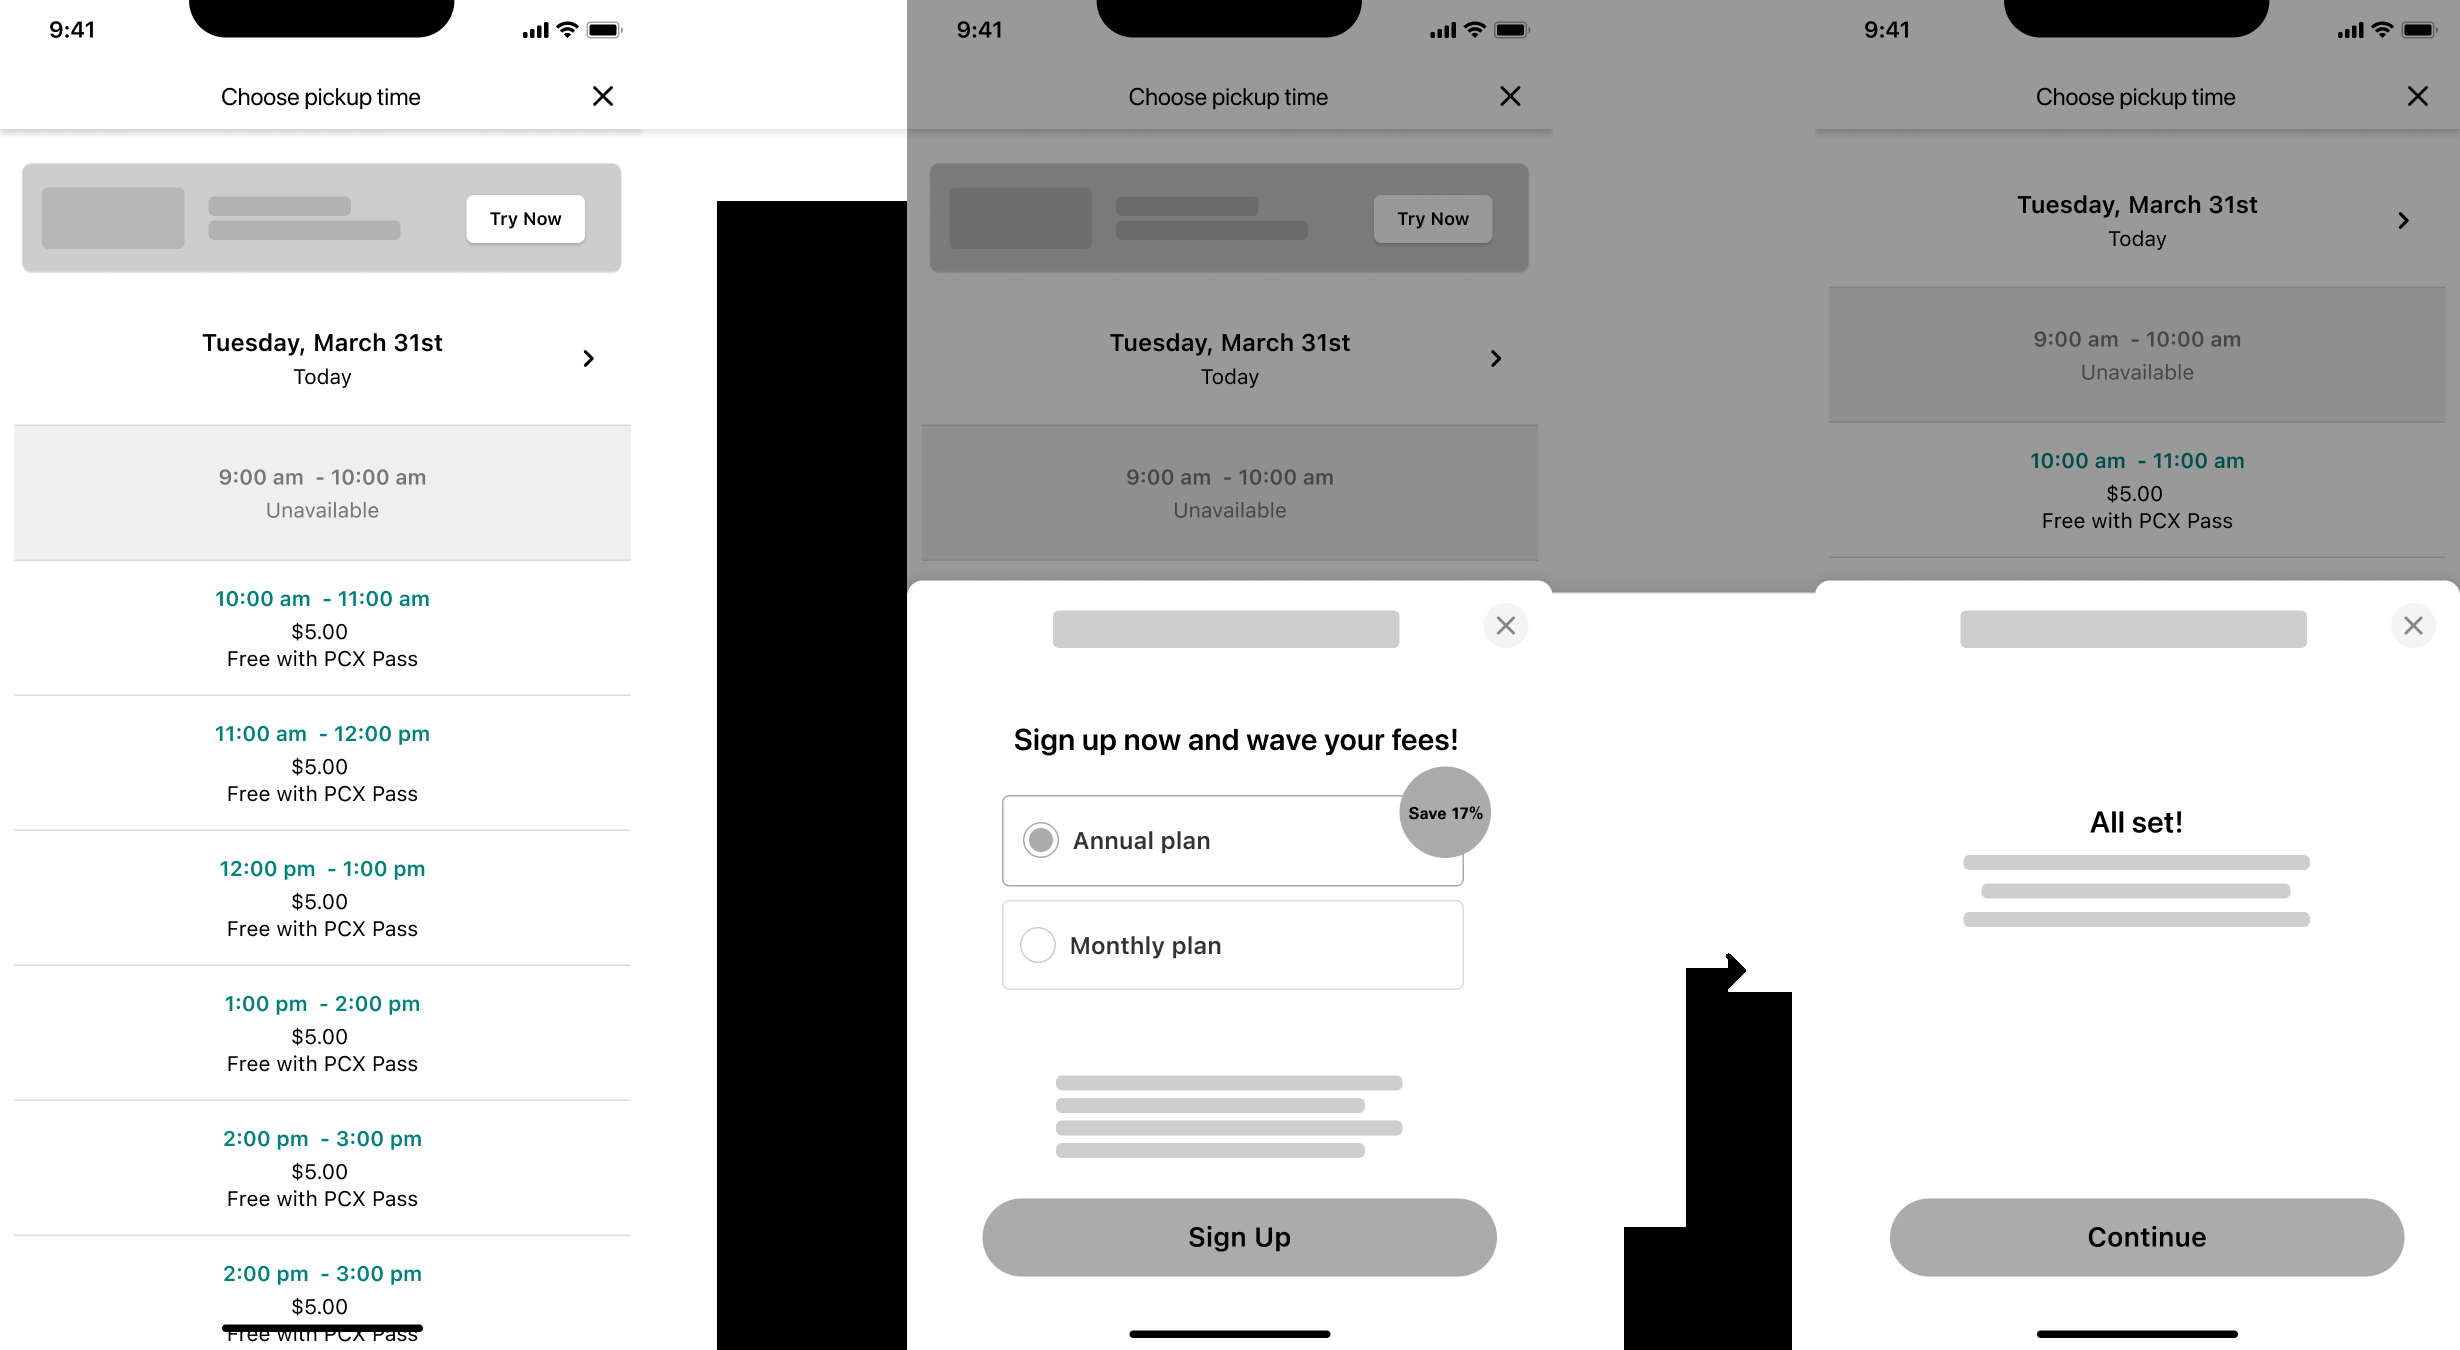 9:41
Choose pickup time
Try Now
Tuesday, March 31st
Today
9:00 am - 10:00 am
Unavailable
10:00 am - 11:00 am
$5.00
Free with PCX Pass
11:00 am - 12:00 pm
$5.00
Free with PCX Pass
12:00 pm - 1:00 pm
$5.00
Free with PCX Pass
1:00 pm - 2:00 pm
$5.00
Free with PCX Pass
2:00 pm - 3:00 pm
$5.00
Free with PCX Pass
2:00 pm - 3:00 pm
$5.00
Free with PCX Pass
9:41
Choose pickup time
Try Now
Tuesday, March 31st
Today
9:00 am - 10:00 am
Unavailable
Sign up now and wave your fees!
Save 17%
Annual plan
Monthly plan
Sign Up
9:41
Choose pickup time
Tuesday, March 31st
Today
9:00 am - 10:00 am
Unavailable
10:00 am - 11:00 am
$5.00
Free with PCX Pass
All set!
Continue